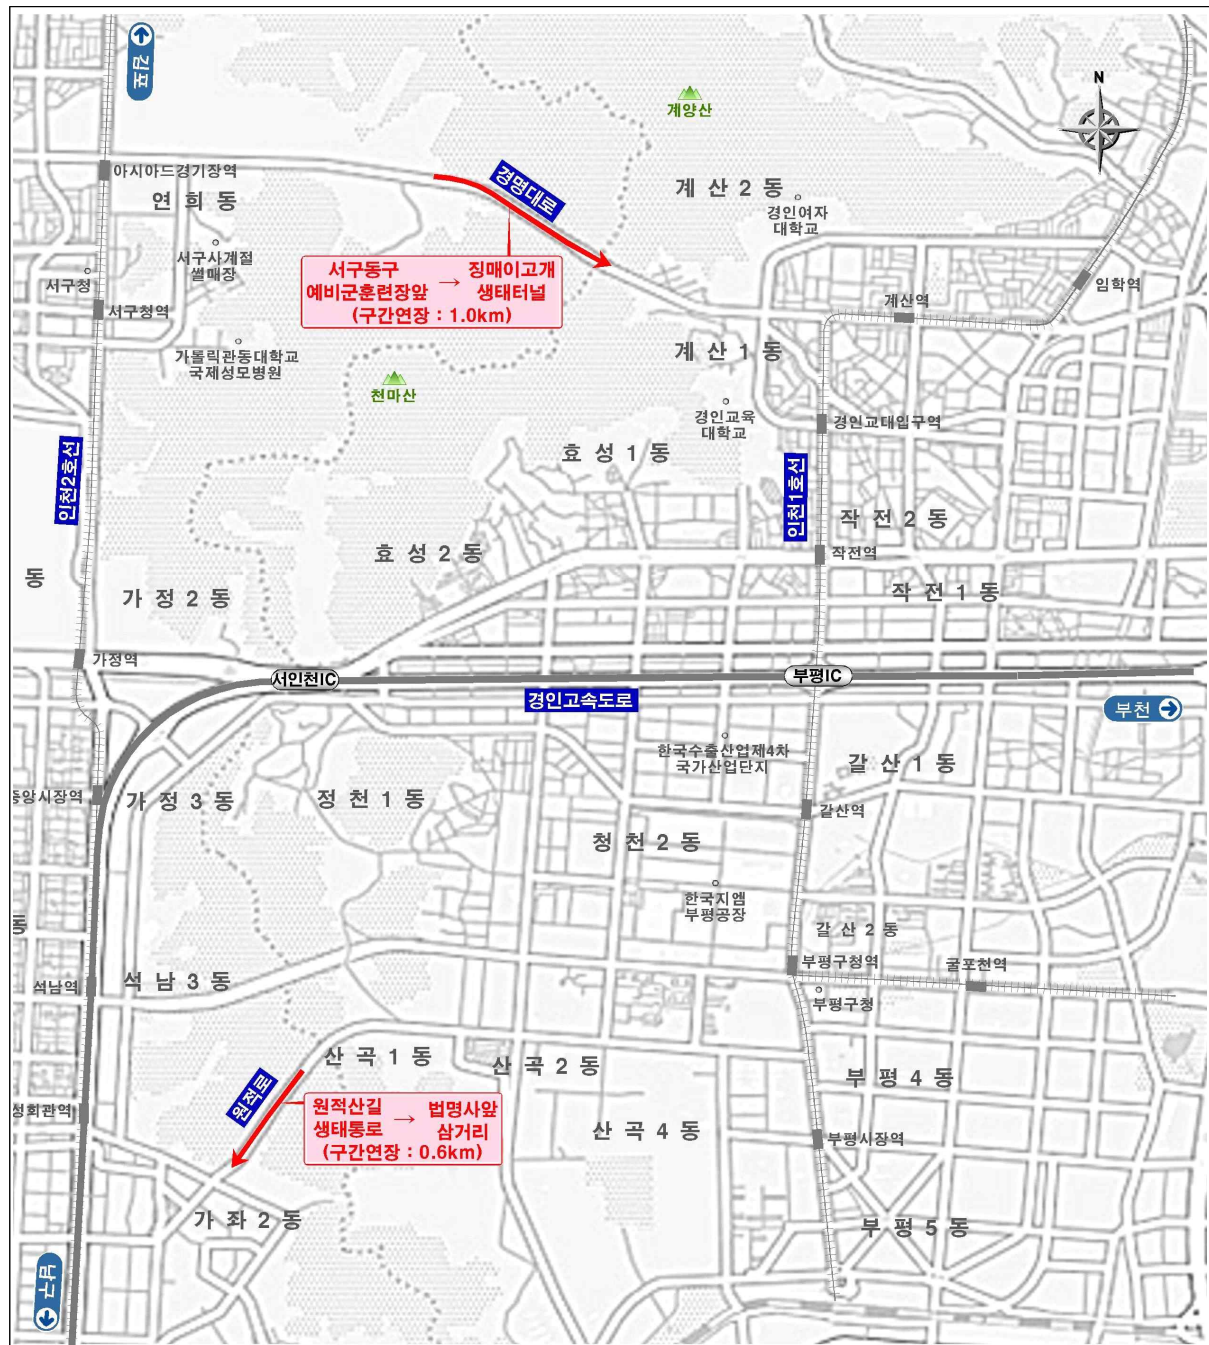 김포
N
계양산
경명대로
아시아드경기장역
연희동
계산2동
경인여자
대학교
서구사계절
썰매장
서구동구
예비군훈련장앞
→
징매이고개
생태터널
(구간연장 : 1.0km)
서구청
서구청역
계산역
임학역
가톨릭관동대학교
국제성모병원
계산1동
천마산
경인교육
대학교
경인교대입구역
인천2호선
효성1동
인천1호선
작전2동
효성2동
작전역
동
가정2동
작전1동
가정역
서인천IC
부평IC
경인고속도로
부천
한국수출산업제4차
국가산업단지
갈산1동
중앙시장역
가정3동
청천1동
갈산역
청천2동
한국지엠
부평공장
동
갈산2동
석남역
석남3동
부평구청역
굴포천역
부평구청
산곡1동
산곡2동
부평4동
원적로
원적산길
생태통로
→
법명사앞
삼거리
(구간연장 : 0.6km)
성회관역
산곡4동
부평시장역
가좌2동
부평5동
남구